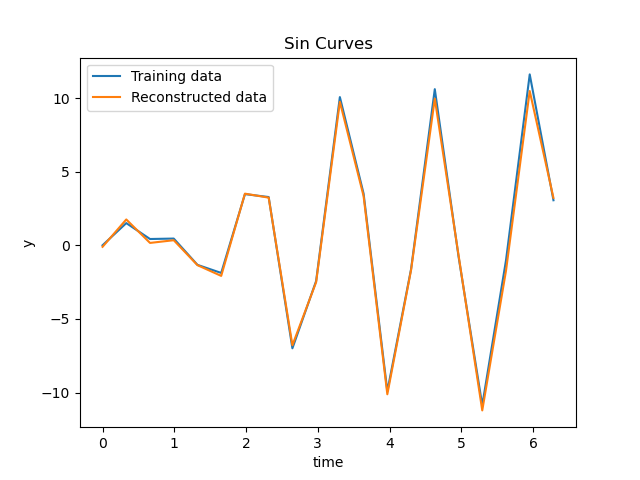 Sin Curves
Training data
Reconstructed data
10
5
0
−5
−10
y
0 1 2 3 4 5 6
time